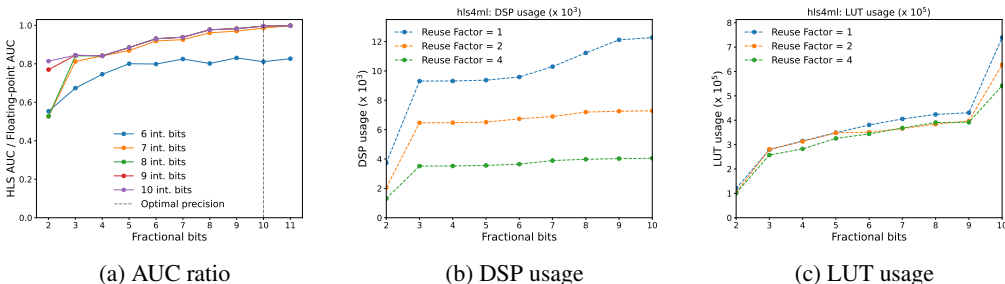 HLS AUC / Floating-point AUC
1.0
0.8
0.6
0.4
0.2
0.0
2 3 4 5 6 7 8 9 10 11
Fractional bits
6 int. bits
7 int. bits
8 int. bits
9 int. bits
10 int. bits
Optimal precision
(a) AUC ratio
hls4ml: DSP usage (x 10³)
DSP usage (x 10³)
12
10
8
6
4
2
0
2 3 4 5 6 7 8 9 10
Fractional bits
Reuse Factor = 1
Reuse Factor = 2
Reuse Factor = 4
(b) DSP usage
hls4ml: LUT usage (x 10⁵)
LUT usage (x 10⁵)
8
7
6
5
4
3
2
1
0
2 3 4 5 6 7 8 9 10
Fractional bits
Reuse Factor = 1
Reuse Factor = 2
Reuse Factor = 4
(c) LUT usage